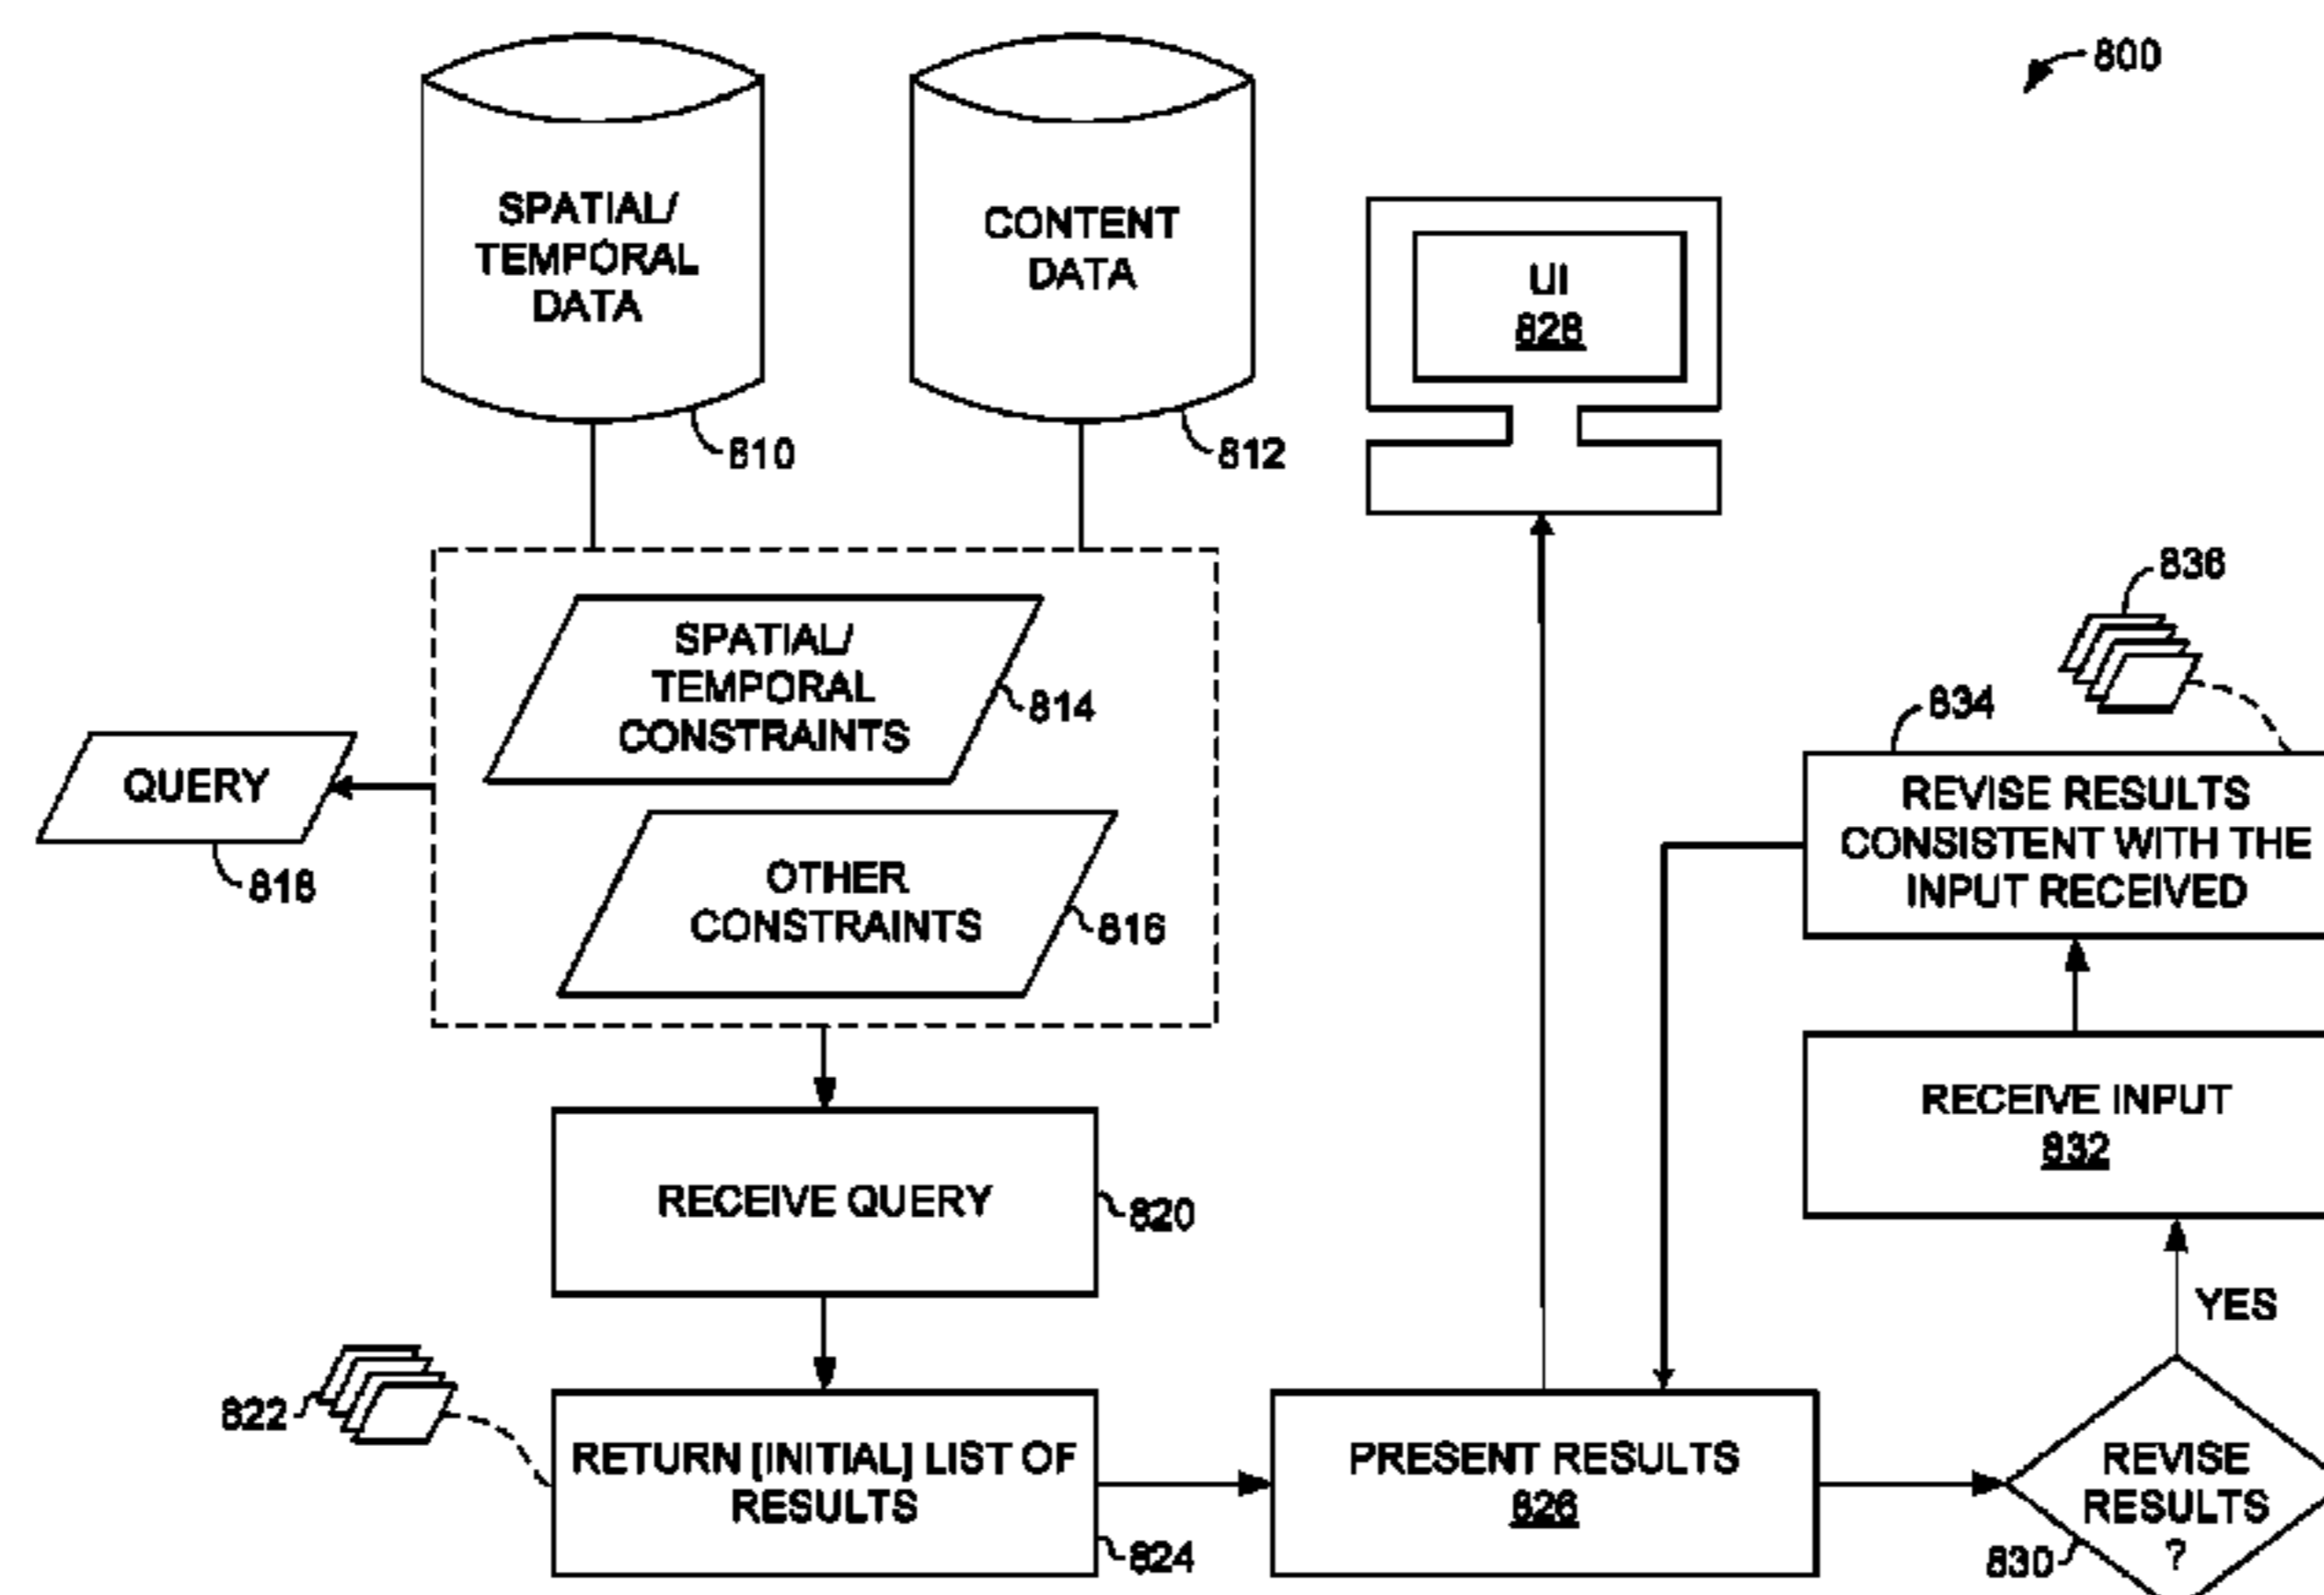 800
SPATIAL/
TEMPORAL
DATA
810
CONTENT
DATA
812
UI
828
SPATIAL/
TEMPORAL
CONSTRAINTS
814
OTHER
CONSTRAINTS
816
QUERY
818
RECEIVE QUERY
820
822
RETURN [INITIAL] LIST OF
RESULTS
824
PRESENT RESULTS
826
REVISE
RESULTS
?
830
YES
RECEIVE INPUT
832
834
REVISE RESULTS
CONSISTENT WITH THE
INPUT RECEIVED
836